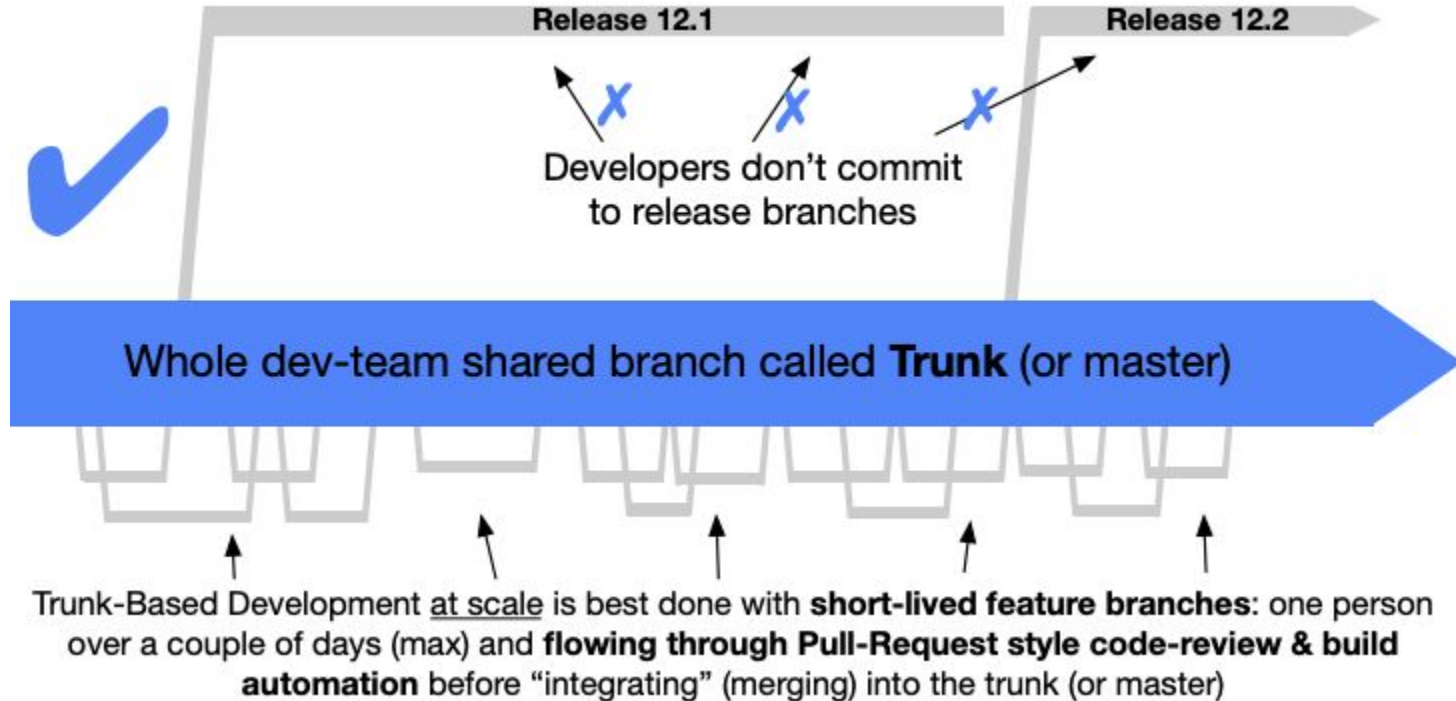 Release 12.1
Release 12.2
Developers don’t commit
to release branches
Whole dev-team shared branch called Trunk (or master)
Trunk-Based Development at scale is best done with short-lived feature branches: one person
over a couple of days (max) and flowing through Pull-Request style code-review & build
automation before “integrating” (merging) into the trunk (or master)